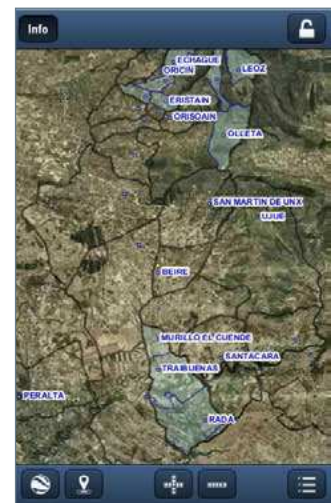 Info
ECHAGUE
ORICIN
LEOZ
ERISTAIN
ORISOAIN
OLLETA
SAN MARTIN DE UNX
UJUE
BEIRE
MURILLO EL CUENDE
SANTACARA
TRAIBUENAS
PERALTA
RADA